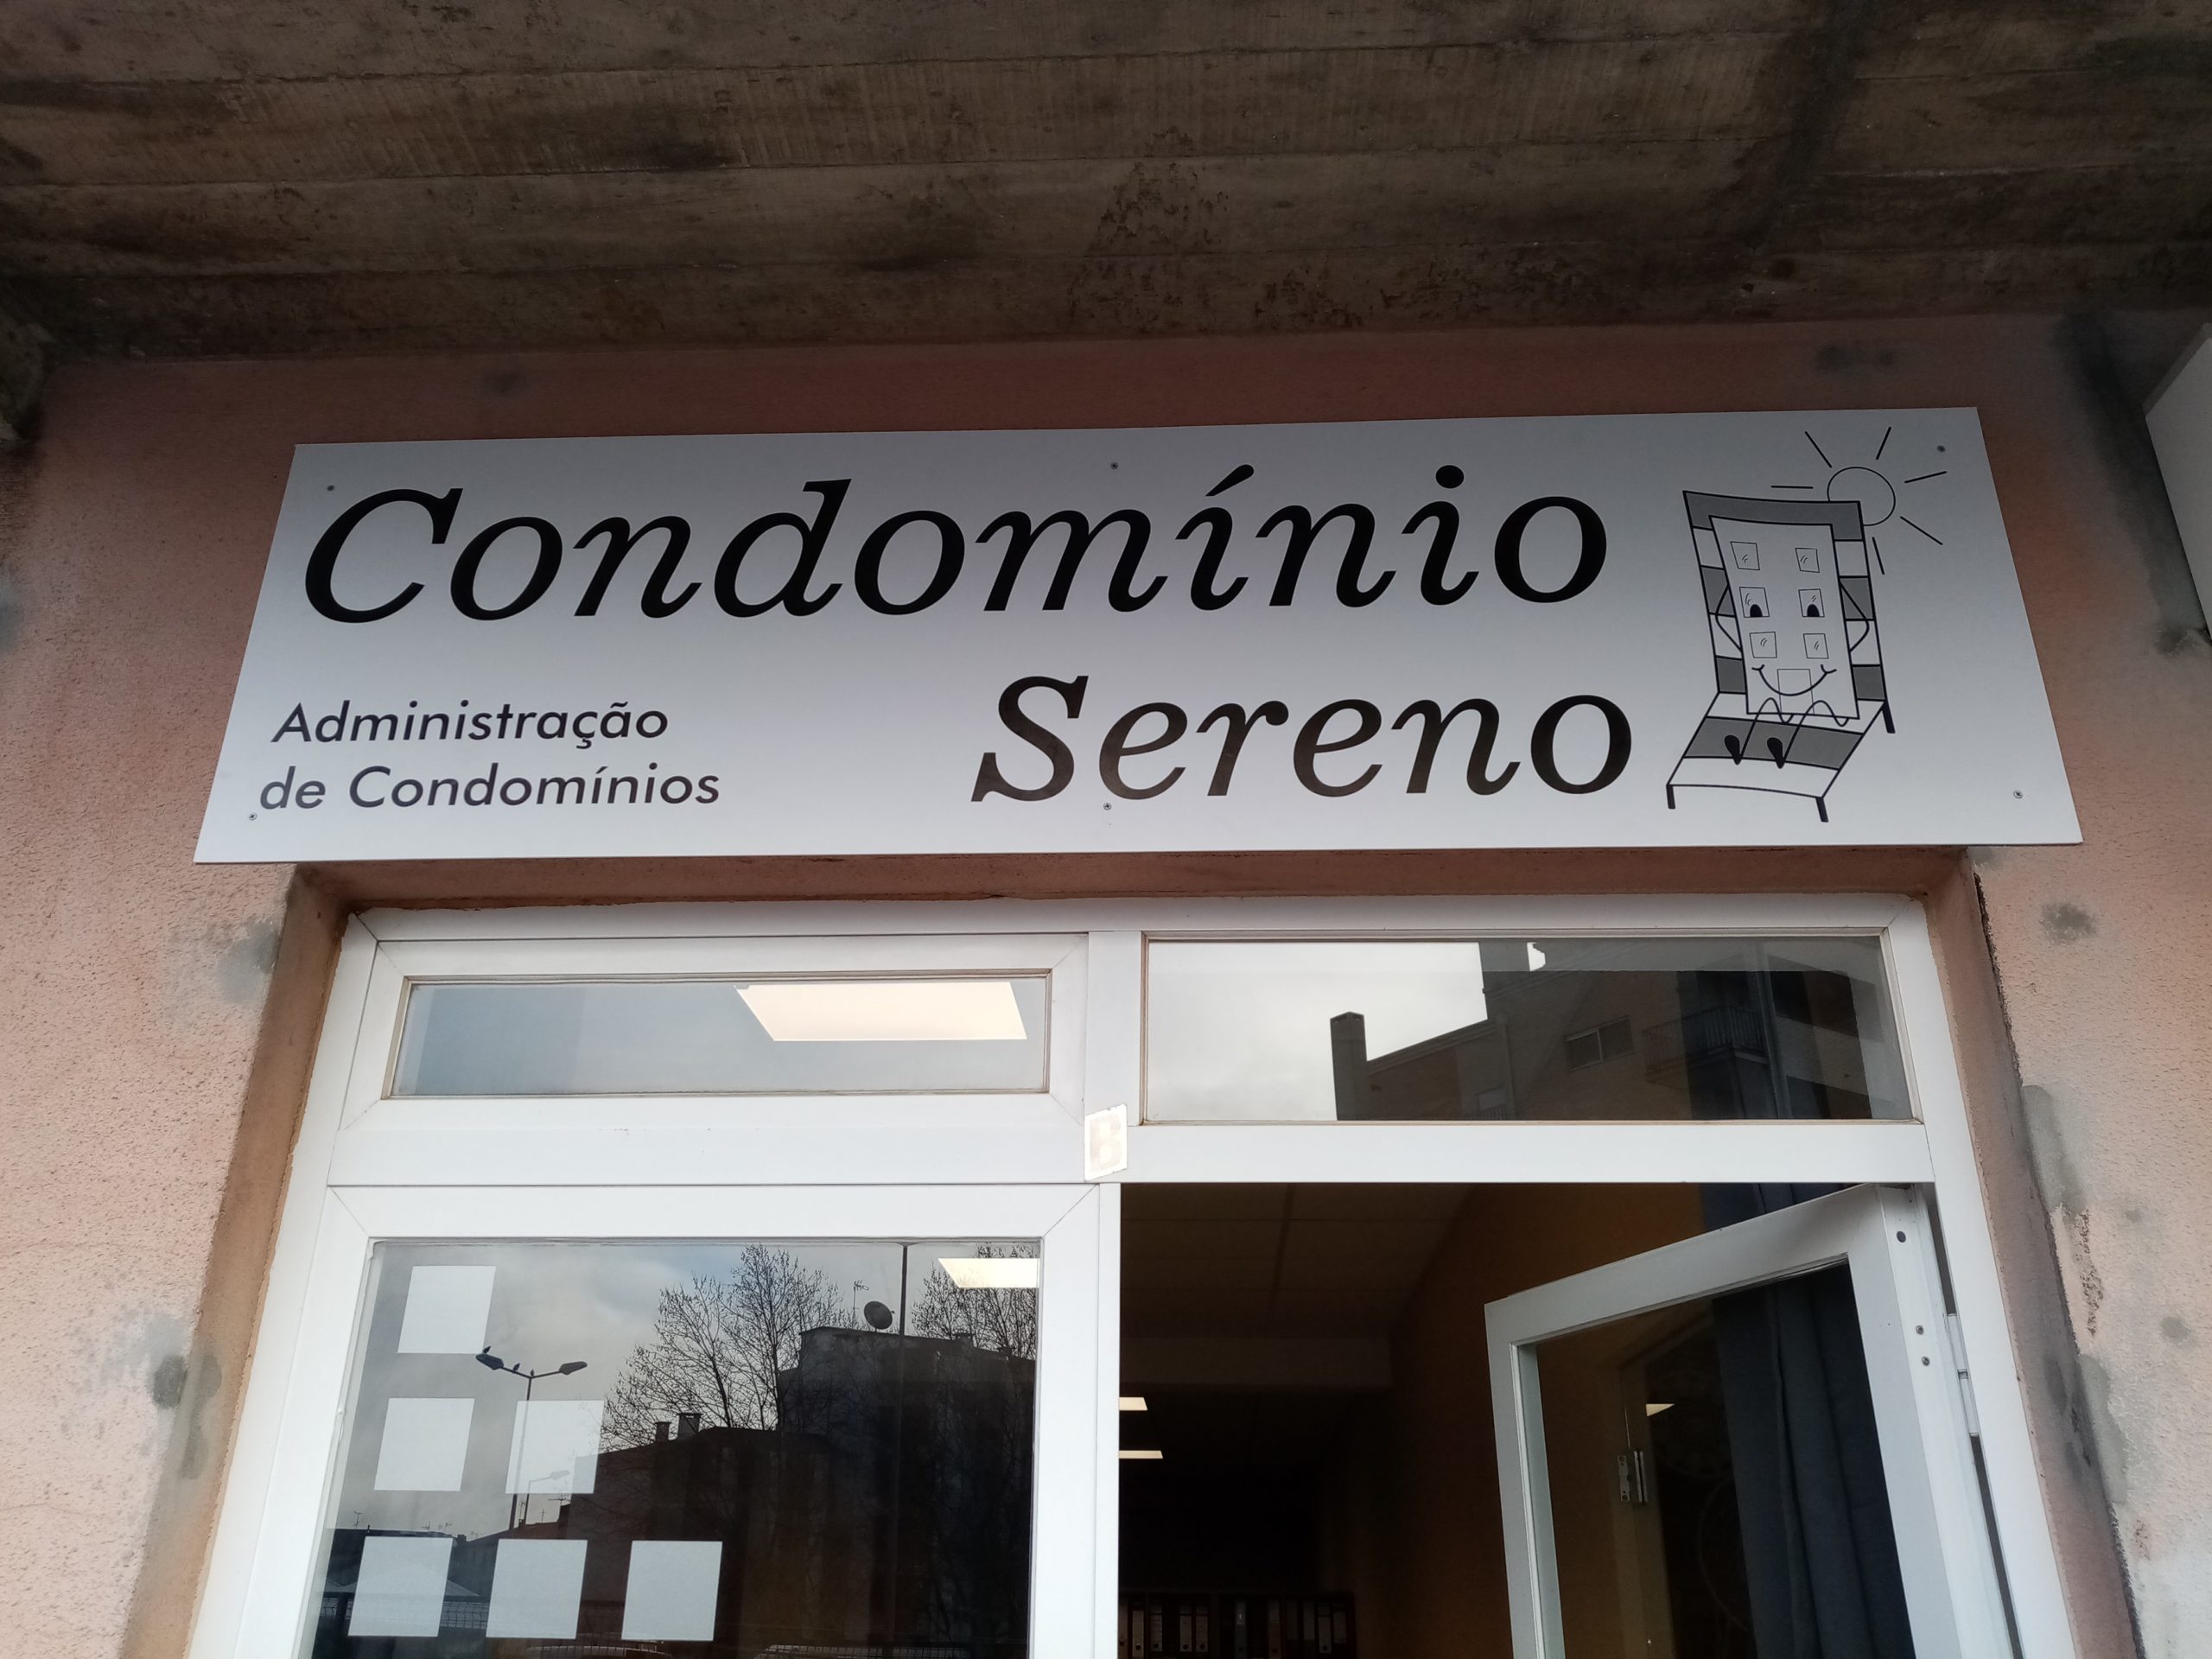 Condomínio
Sereno
Administração
de Condomínios
B